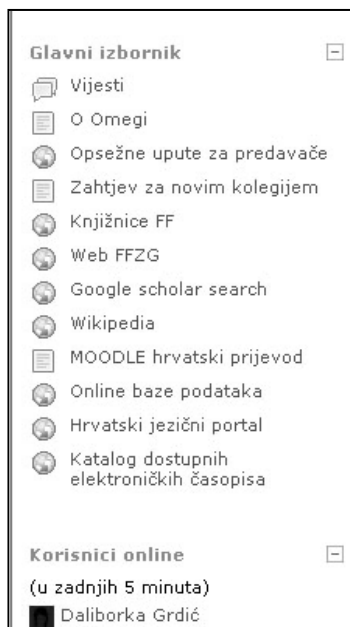 Glavni izbornik
Vijesti
O Omegi
Opsežne upute za predavače
Zahtjev za novim kolegijem
Knjižnice FF
Web FFZG
Google scholar search
Wikipedia
MOODLE hrvatski prijevod
Online baze podataka
Hrvatski jezični portal
Katalog dostupnih
elektroničkih časopisa
Korisnici online
(u zadnjih 5 minuta)
Daliborka Grdić